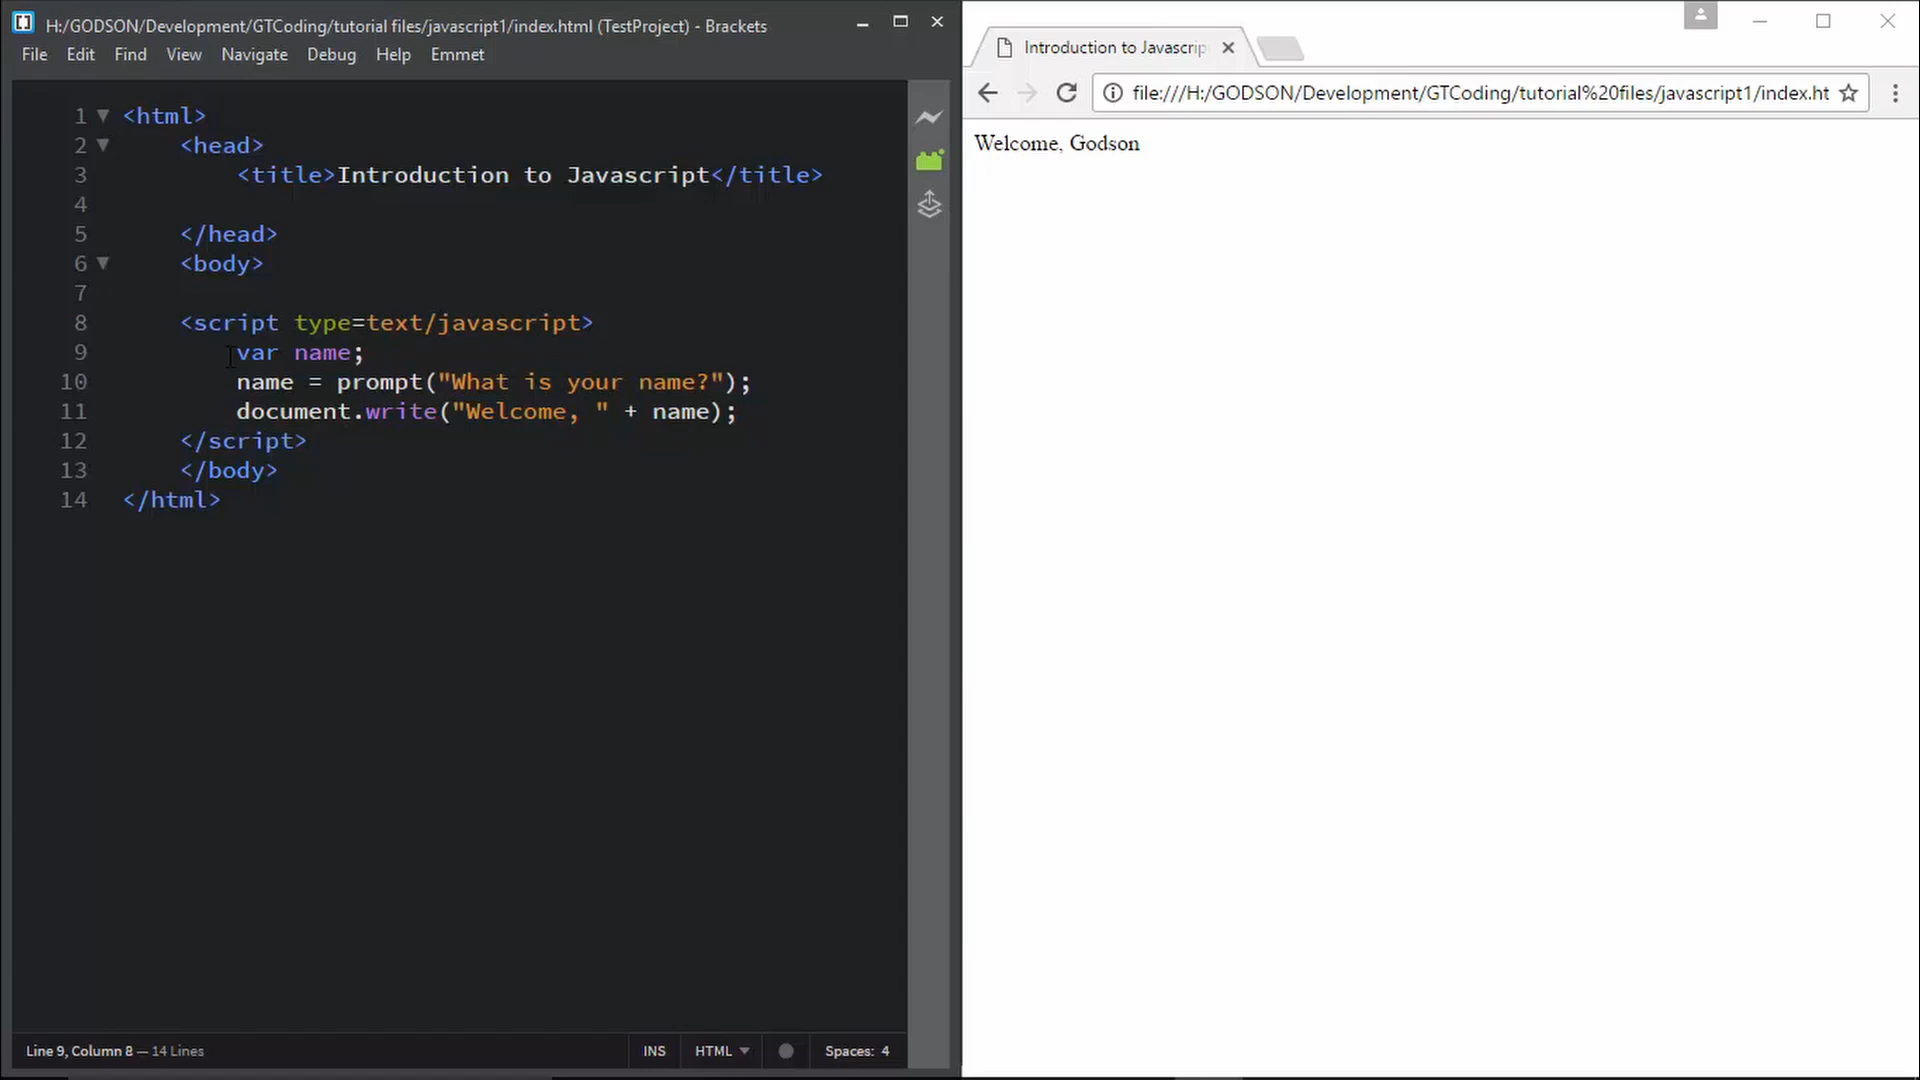 H:/GODSON/Development/GTCoding/tutorial files/javascript1/index.html (TestProject) - Brackets
File Edit Find View Navigate Debug Help Emmet
1 <html>
2 <head>
3 <title>Introduction to Javascript</title>
4
5 </head>
6 <body>
7
8 <script type=text/javascript>
9 var name;
10 name = prompt("What is your name?");
11 document.write("Welcome, " + name);
12 </script>
13 </body>
14 </html>
Line 9, Column 8 — 14 Lines
INS HTML Spaces: 4
Introduction to Javascrip
file:///H:/GODSON/Development/GTCoding/tutorial%20files/javascript1/index.ht
Welcome, Godson